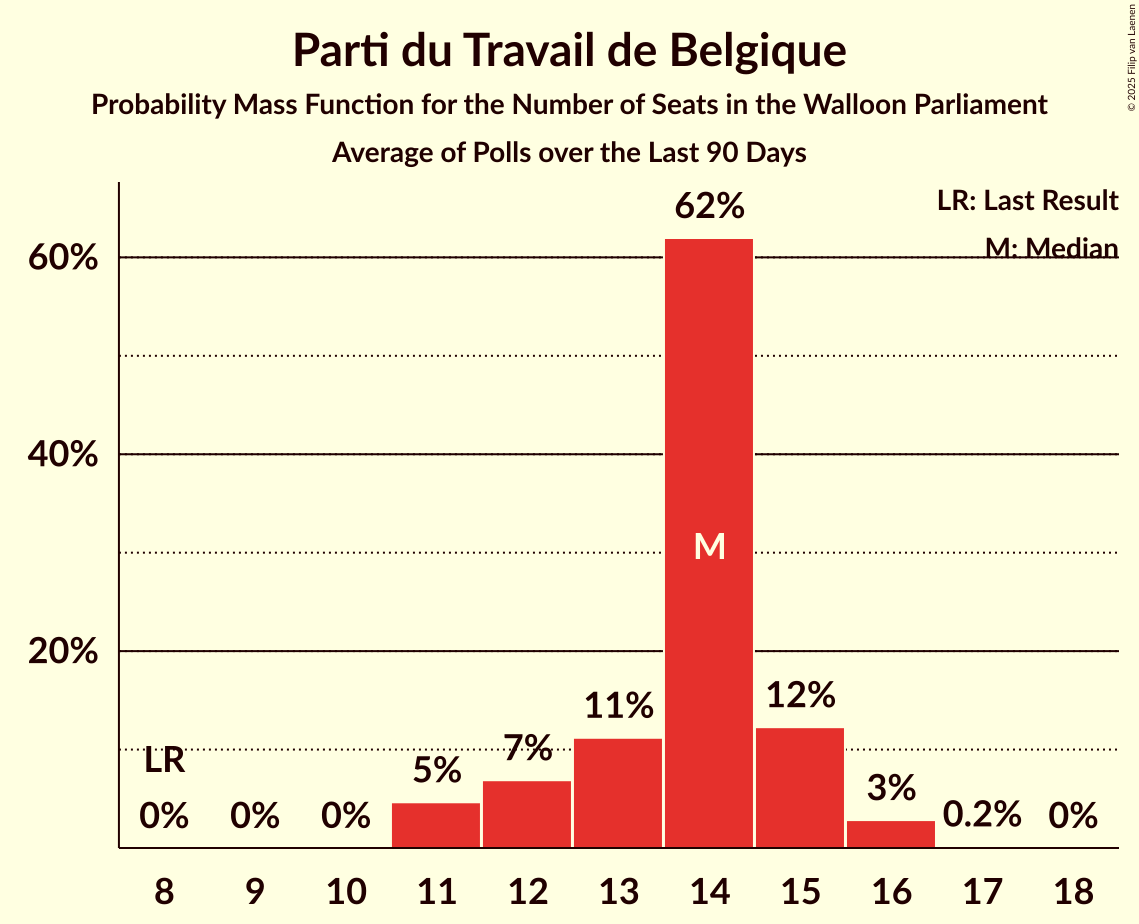 Parti du Travail de Belgique
Probability Mass Function for the Number of Seats in the Walloon Parliament
Average of Polls over the Last 90 Days
© 2025 Filip van Laenen
LR: Last Result
M: Median
62%
60%
40%
M
20%
12%
11%
7%
LR
5%
3%
0% 0% 0% 0.2% 0%
8 9 10 11 12 13 14 15 16 17 18